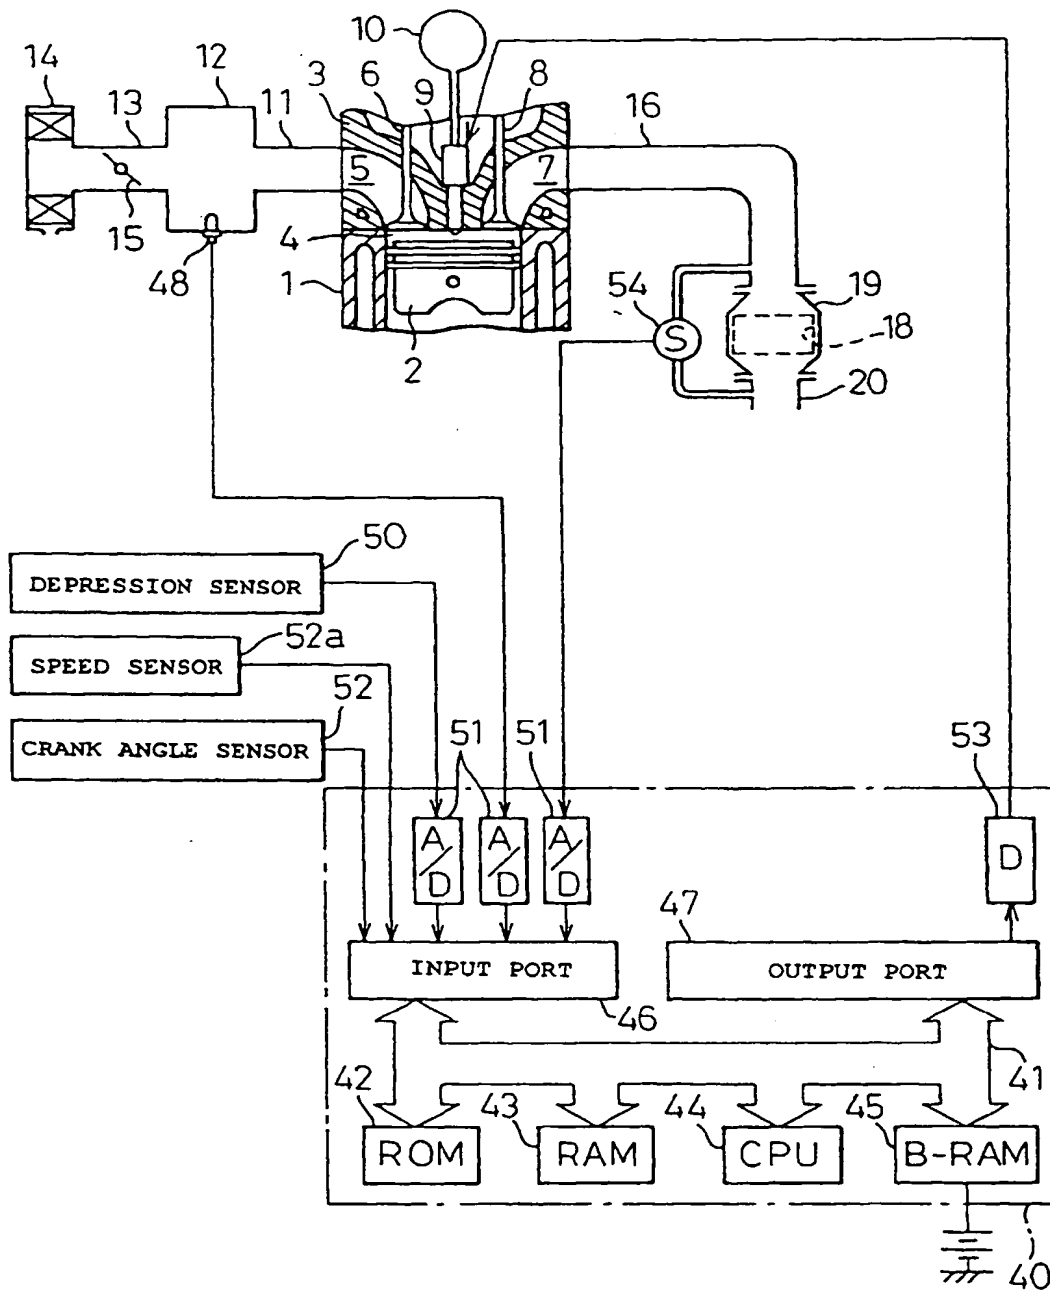 10
14
12
3
6
8
13
11
9
16
5
7
15
4
48
1
54
19
S
18
2
20
50
DEPRESSION SENSOR
52a
SPEED SENSOR
52
CRANK ANGLE SENSOR
51
51
53
A/D
A/D
A/D
D
47
INPUT PORT
OUTPUT PORT
46
41
42
43
44
45
ROM
RAM
CPU
B-RAM
40